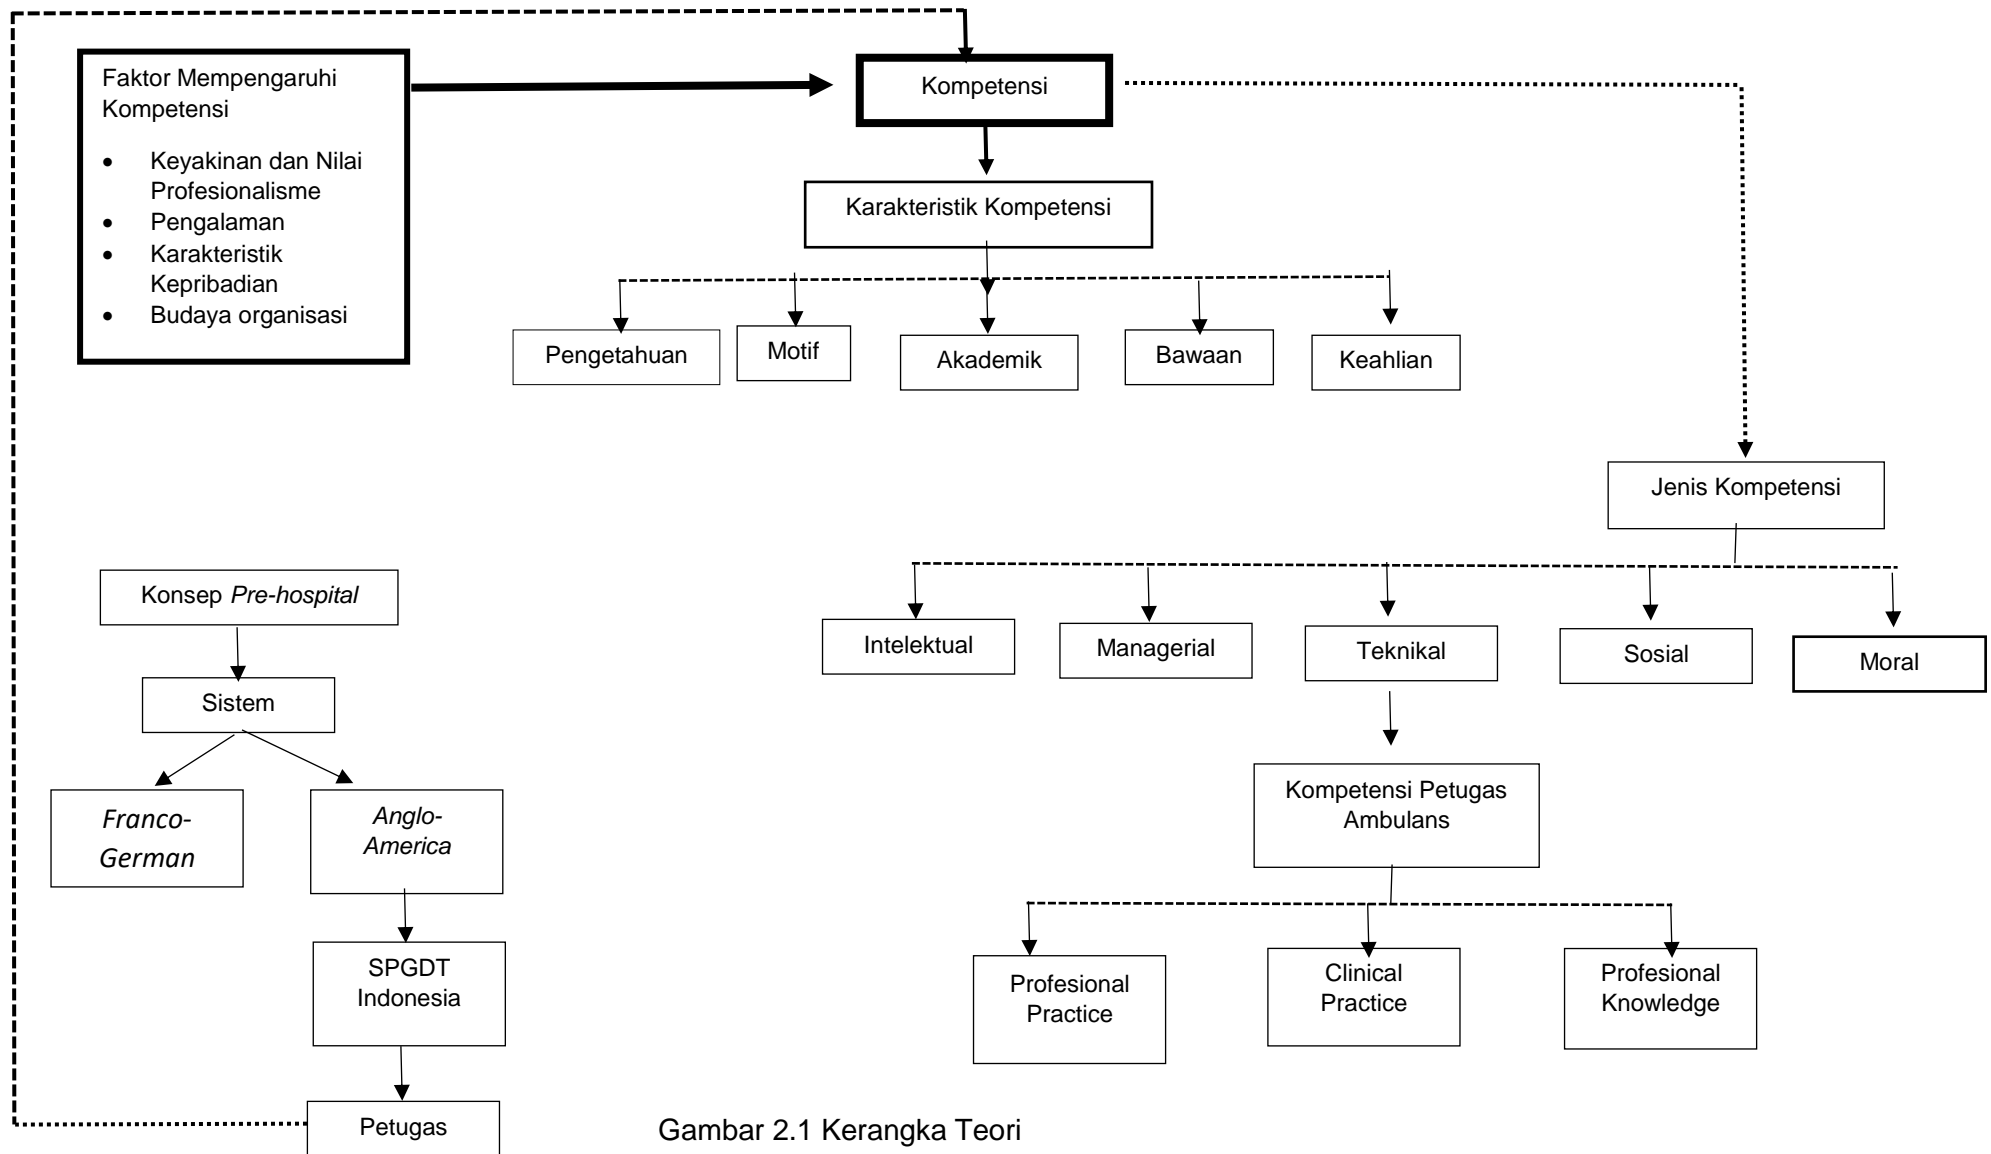 Faktor Mempengaruhi
Kompetensi
• Keyakinan dan Nilai
Profesionalisme
• Pengalaman
• Karakteristik
Kepribadian
• Budaya organisasi
Kompetensi
Karakteristik Kompetensi
Pengetahuan
Motif
Akademik
Bawaan
Keahlian
Jenis Kompetensi
Intelektual
Managerial
Teknikal
Sosial
Moral
Kompetensi Petugas
Ambulans
Profesional
Practice
Clinical
Practice
Profesional
Knowledge
Konsep Pre-hospital
Sistem
Franco-
German
Anglo-
America
SPGDT
Indonesia
Petugas
Gambar 2.1 Kerangka Teori